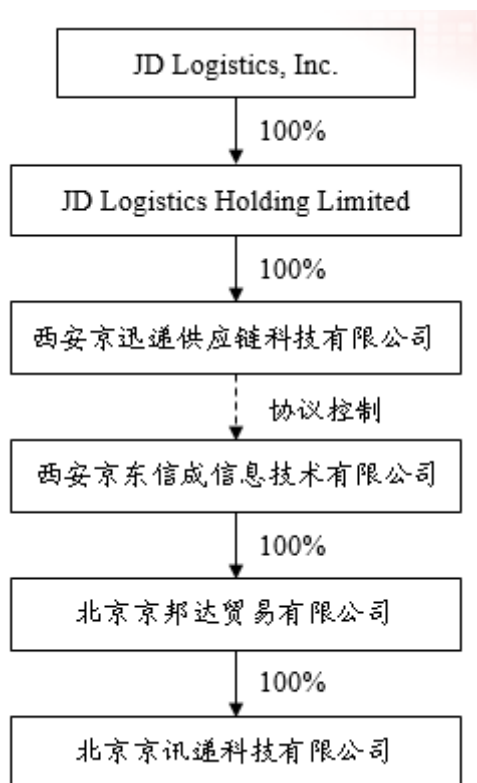 JD Logistics, Inc.
100%
JD Logistics Holding Limited
100%
西安京迅递供应链科技有限公司
协议控制
西安京东信成信息技术有限公司
100%
北京京邦达贸易有限公司
100%
北京京讯递科技有限公司